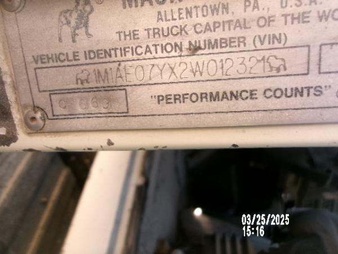 ALLENTOWN, PA., U.S.A.
THE TRUCK CAPITAL OF THE WO
VEHICLE IDENTIFICATION NUMBER (VIN)
1M1AE07YX2W012321
"PERFORMANCE COUNTS"
03/25/2025
15:16